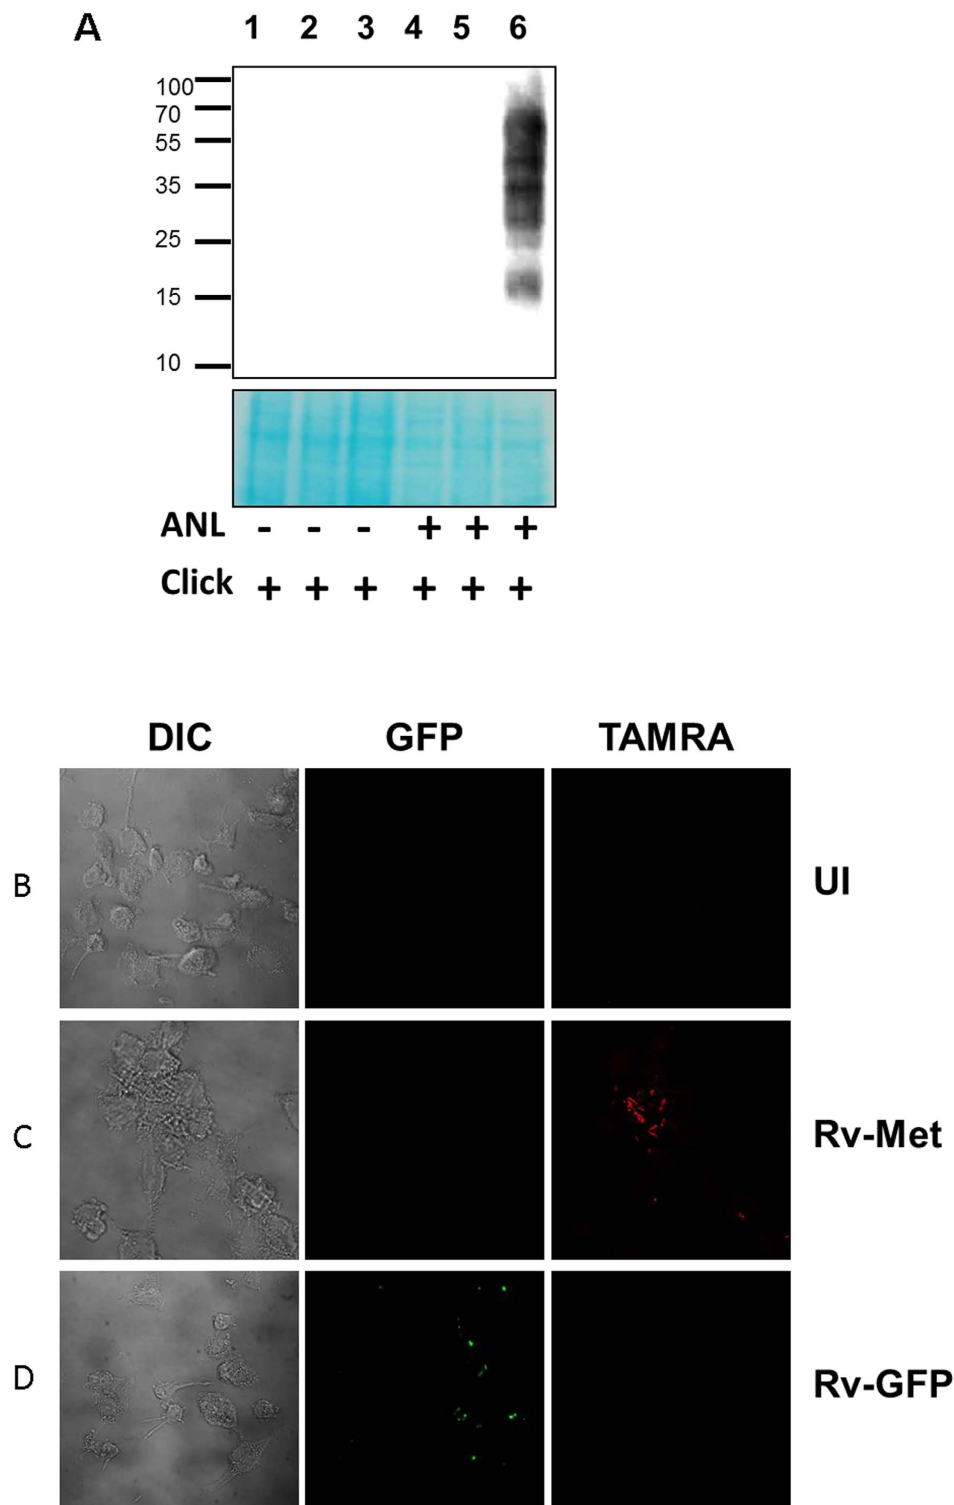 A 1 2 3 4 5 6
100
70
55
35
25
15
10
ANL - - - + + +
Click + + + + + +
DIC GFP TAMRA
B UI
C Rv-Met
D Rv-GFP